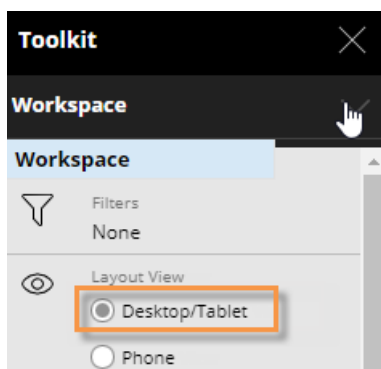 Toolkit
Workspace
Workspace
Filters
None
Layout View
Desktop/Tablet
Phone